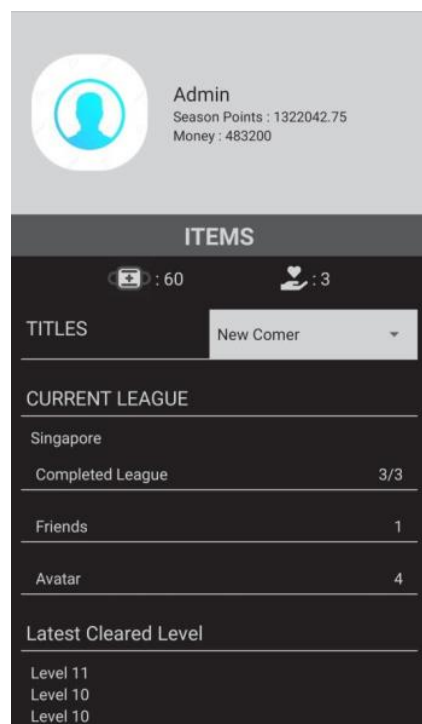 Admin
Season Points : 1322042.75
Money : 483200
ITEMS
: 60 : 3
TITLES New Comer
CURRENT LEAGUE
Singapore
Completed League 3/3
Friends 1
Avatar 4
Latest Cleared Level
Level 11
Level 10
Level 10